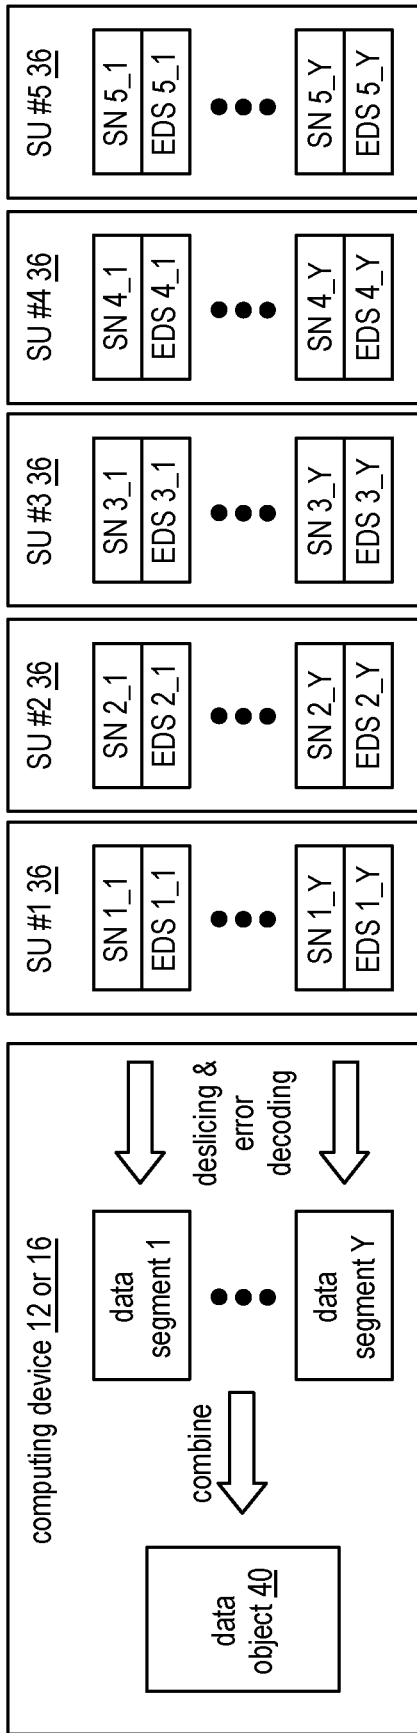 computing device 12 or 16
data
object 40
combine
data
segment 1
data
segment Y
deslicing &
error
decoding
SU #1 36
SN 1_1
EDS 1_1
SN 1_Y
EDS 1_Y
SU #2 36
SN 2_1
EDS 2_1
SN 2_Y
EDS 2_Y
SU #3 36
SN 3_1
EDS 3_1
SN 3_Y
EDS 3_Y
SU #4 36
SN 4_1
EDS 4_1
SN 4_Y
EDS 4_Y
SU #5 36
SN 5_1
EDS 5_1
SN 5_Y
EDS 5_Y